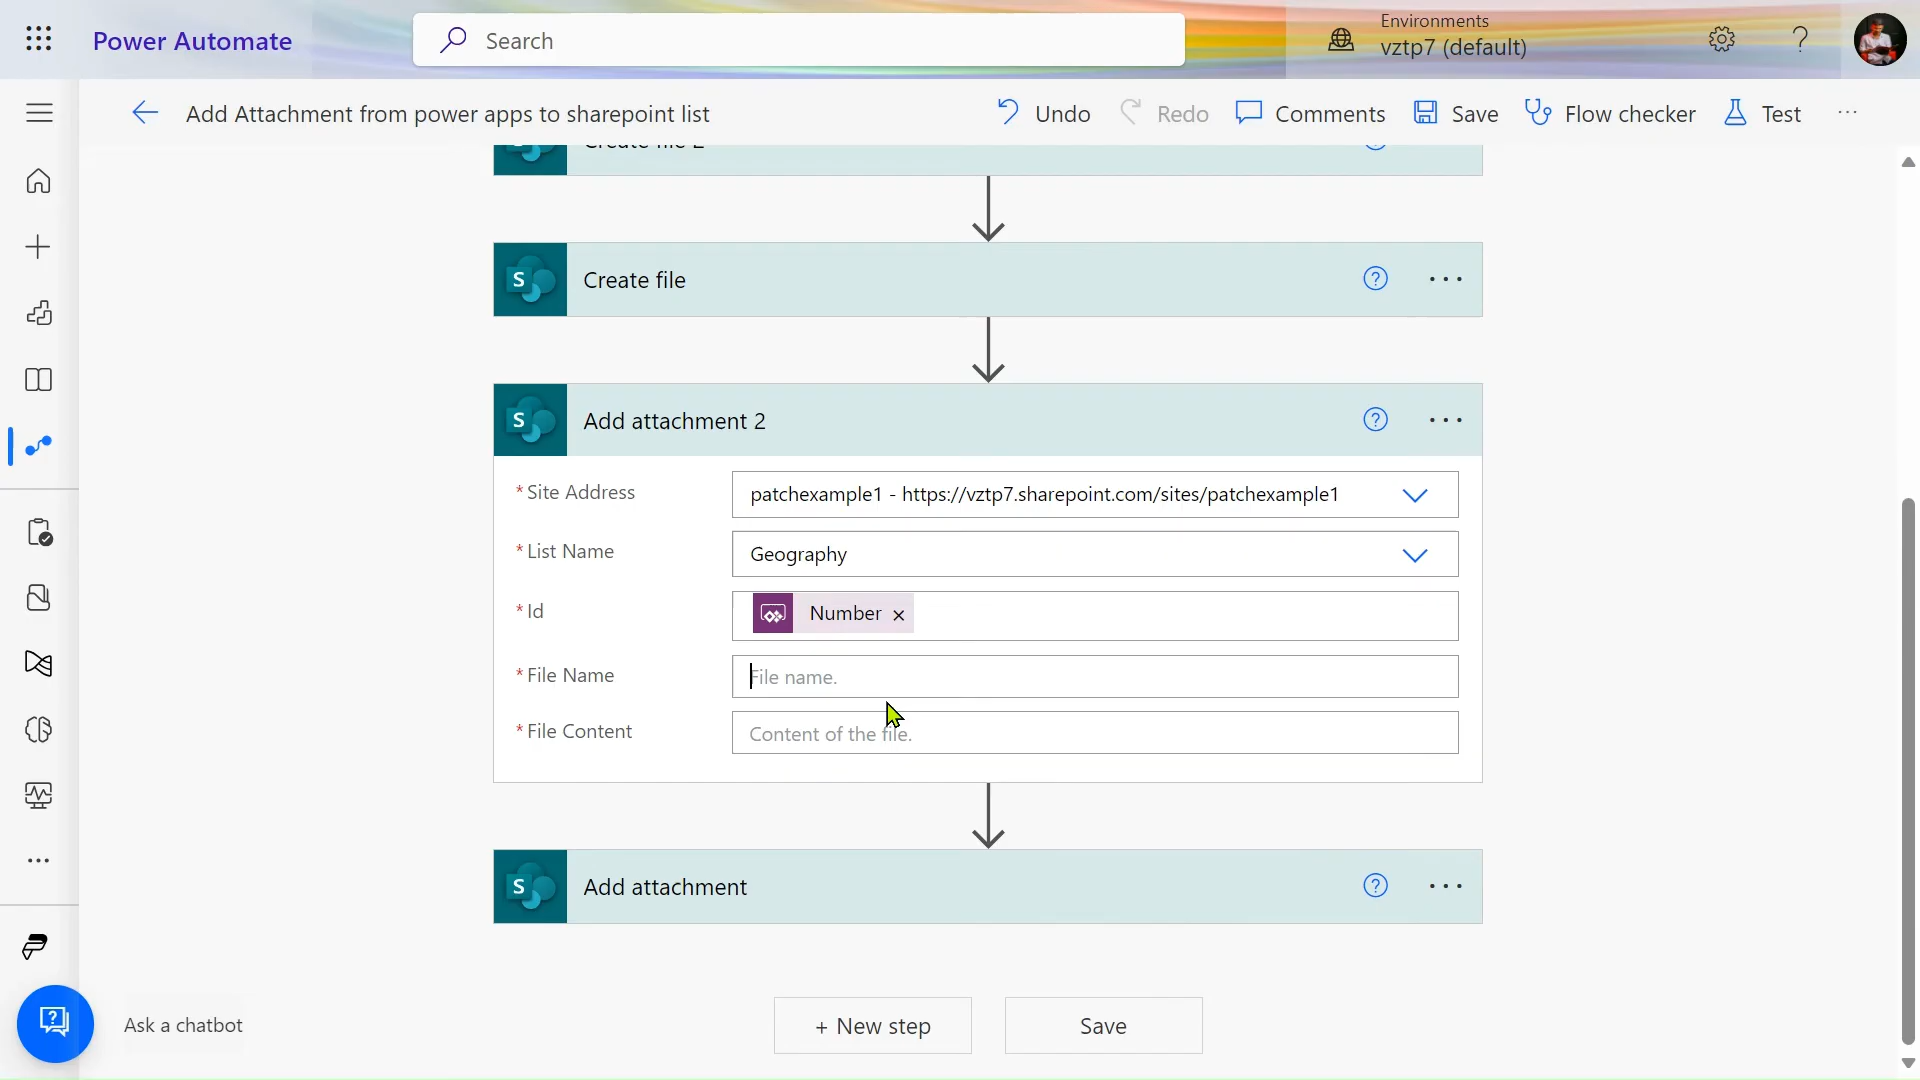 Power Automate
Search
Environments
vztp7 (default)
Add Attachment from power apps to sharepoint list
Undo
Redo
Comments
Save
Flow checker
Test
Create file 2
Create file
Add attachment 2
* Site Address
patchexample1 - https://vztp7.sharepoint.com/sites/patchexample1
* List Name
Geography
* Id
Number
* File Name
File name.
* File Content
Content of the file.
Add attachment
Ask a chatbot
+ New step
Save